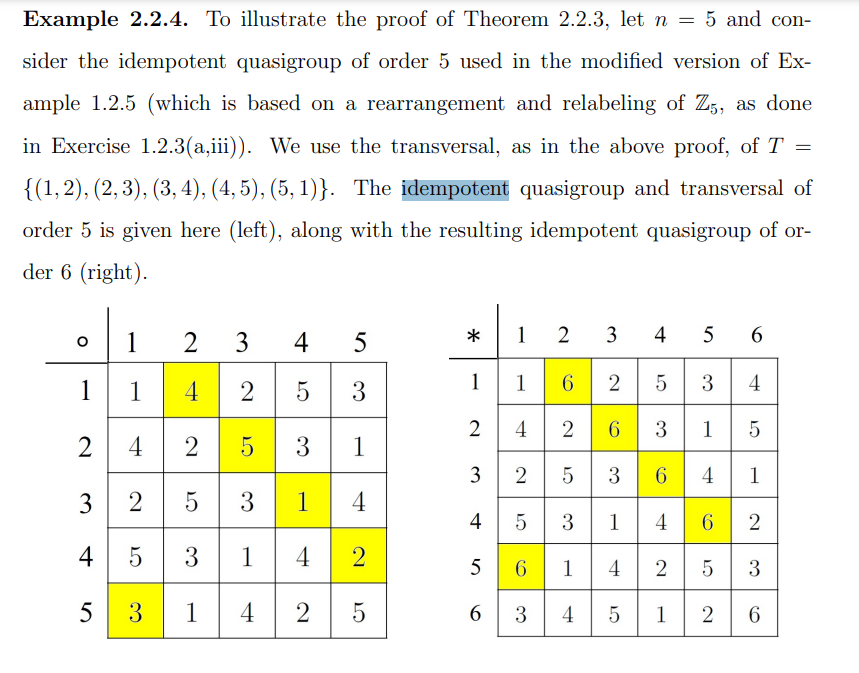 Example 2.2.4. To illustrate the proof of Theorem 2.2.3, let n = 5 and con-
sider the idempotent quasigroup of order 5 used in the modified version of Ex-
ample 1.2.5 (which is based on a rearrangement and relabeling of ℤ₅, as done
in Exercise 1.2.3(a,iii)). We use the transversal, as in the above proof, of T =
{(1, 2), (2, 3), (3, 4), (4, 5), (5, 1)}. The idempotent quasigroup and transversal of
order 5 is given here (left), along with the resulting idempotent quasigroup of or-
der 6 (right).
∘ 1 2 3 4 5
1 1 4 2 5 3
2 4 2 5 3 1
3 2 5 3 1 4
4 5 3 1 4 2
5 3 1 4 2 5
* 1 2 3 4 5 6
1 1 6 2 5 3 4
2 4 2 6 3 1 5
3 2 5 3 6 4 1
4 5 3 1 4 6 2
5 6 1 4 2 5 3
6 3 4 5 1 2 6